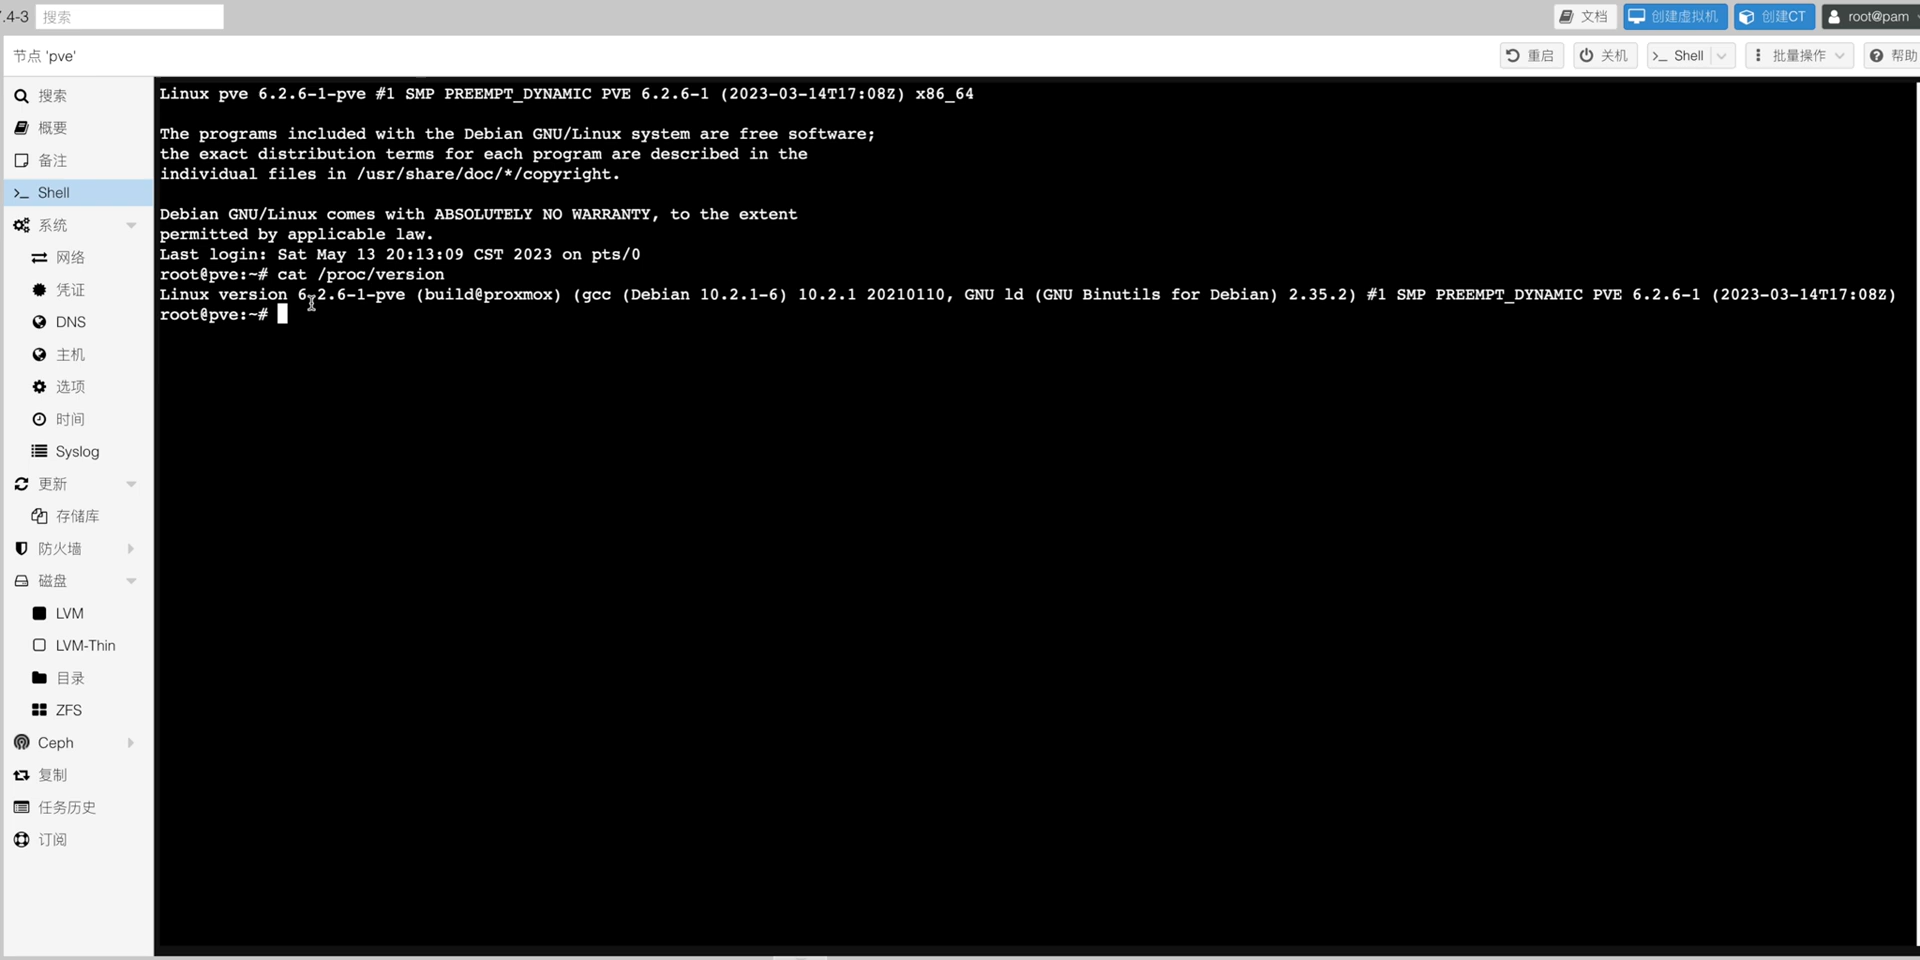 .4-3 搜索 文档 创建虚拟机 创建CT root@pam
节点 'pve' 重启 关机 >_ Shell 批量操作 帮助
搜索
概要
备注
>_ Shell
系统
网络
凭证
DNS
主机
选项
时间
Syslog
更新
存储库
防火墙
磁盘
LVM
LVM-Thin
目录
ZFS
Ceph
复制
任务历史
订阅
Linux pve 6.2.6-1-pve #1 SMP PREEMPT_DYNAMIC PVE 6.2.6-1 (2023-03-14T17:08Z) x86_64
The programs included with the Debian GNU/Linux system are free software;
the exact distribution terms for each program are described in the
individual files in /usr/share/doc/*/copyright.
Debian GNU/Linux comes with ABSOLUTELY NO WARRANTY, to the extent
permitted by applicable law.
Last login: Sat May 13 20:13:09 CST 2023 on pts/0
root@pve:~# cat /proc/version
Linux version 6.2.6-1-pve (build@proxmox) (gcc (Debian 10.2.1-6) 10.2.1 20210110, GNU ld (GNU Binutils for Debian) 2.35.2) #1 SMP PREEMPT_DYNAMIC PVE 6.2.6-1 (2023-03-14T17:08Z)
root@pve:~#